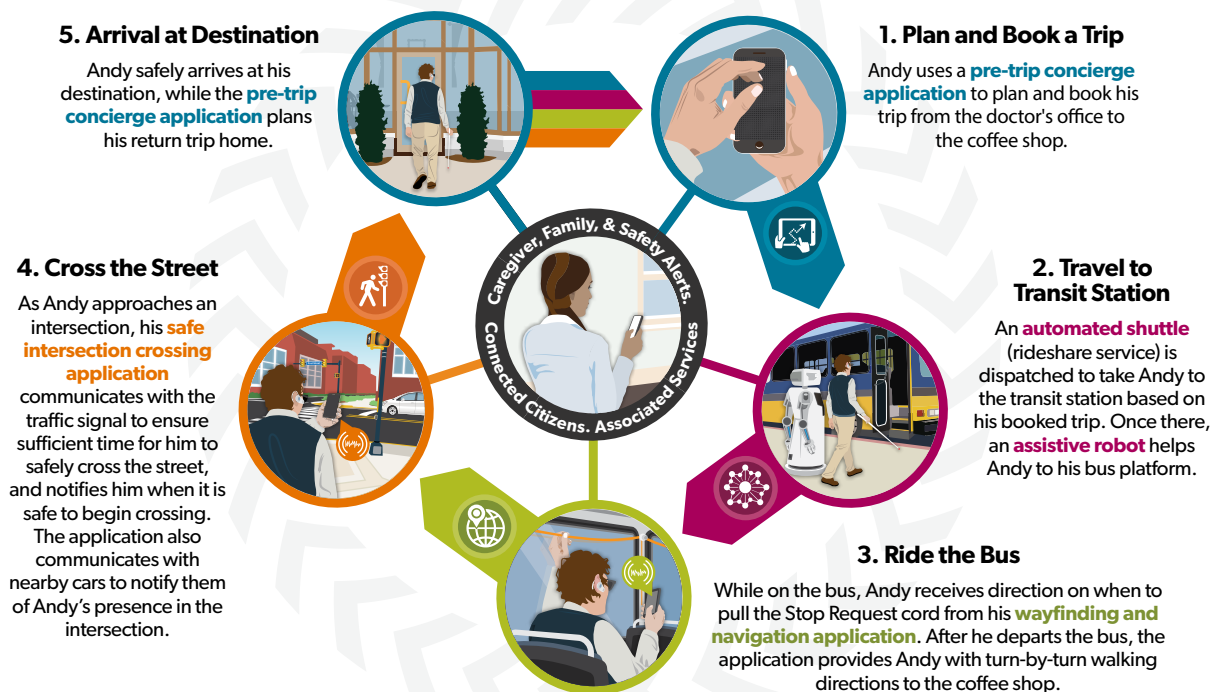 5. Arrival at Destination
Andy safely arrives at his
destination, while the pre-trip
concierge application plans
his return trip home.
1. Plan and Book a Trip
Andy uses a pre-trip concierge
application to plan and book his
trip from the doctor's office to
the coffee shop.
Caregiver, Family, & Safety Alerts.
Connected Citizens. Associated Services
4. Cross the Street
As Andy approaches an
intersection, his safe
intersection crossing
application
communicates with the
traffic signal to ensure
sufficient time for him to
safely cross the street,
and notifies him when it is
safe to begin crossing.
The application also
communicates with
nearby cars to notify them
of Andy’s presence in the
intersection.
2. Travel to
Transit Station
An automated shuttle
(rideshare service) is
dispatched to take Andy to
the transit station based on
his booked trip. Once there,
an assistive robot helps
Andy to his bus platform.
3. Ride the Bus
While on the bus, Andy receives direction on when to
pull the Stop Request cord from his wayfinding and
navigation application. After he departs the bus, the
application provides Andy with turn-by-turn walking
directions to the coffee shop.